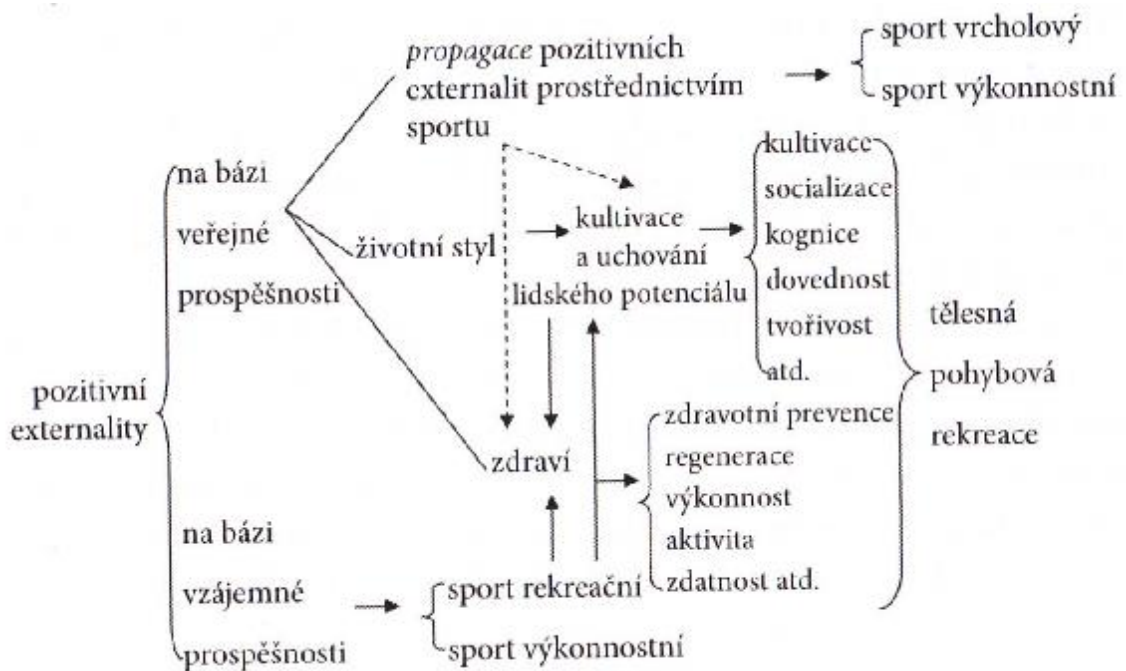 propagace pozitivních
externalit prostřednictvím
sportu
sport vrcholový
sport výkonnostní
na bázi
veřejné
prospěšnosti
životní styl
kultivace
a uchování
lidského potenciálu
kultivace
socializace
kognice
dovednost
tvořivost
atd.
tělesná
pohybová
rekreace
pozitivní
externality
zdraví
zdravotní prevence
regenerace
výkonnost
aktivita
zdatnost atd.
na bázi
vzájemné
prospěšnosti
sport rekreační
sport výkonnostní